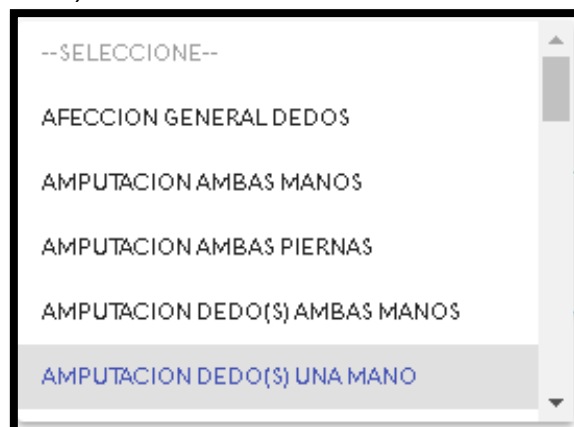 --SELECCIONE--
AFECCION GENERAL DEDOS
AMPUTACION AMBAS MANOS
AMPUTACION AMBAS PIERNAS
AMPUTACION DEDO(S) AMBAS MANOS
AMPUTACION DEDO(S) UNA MANO